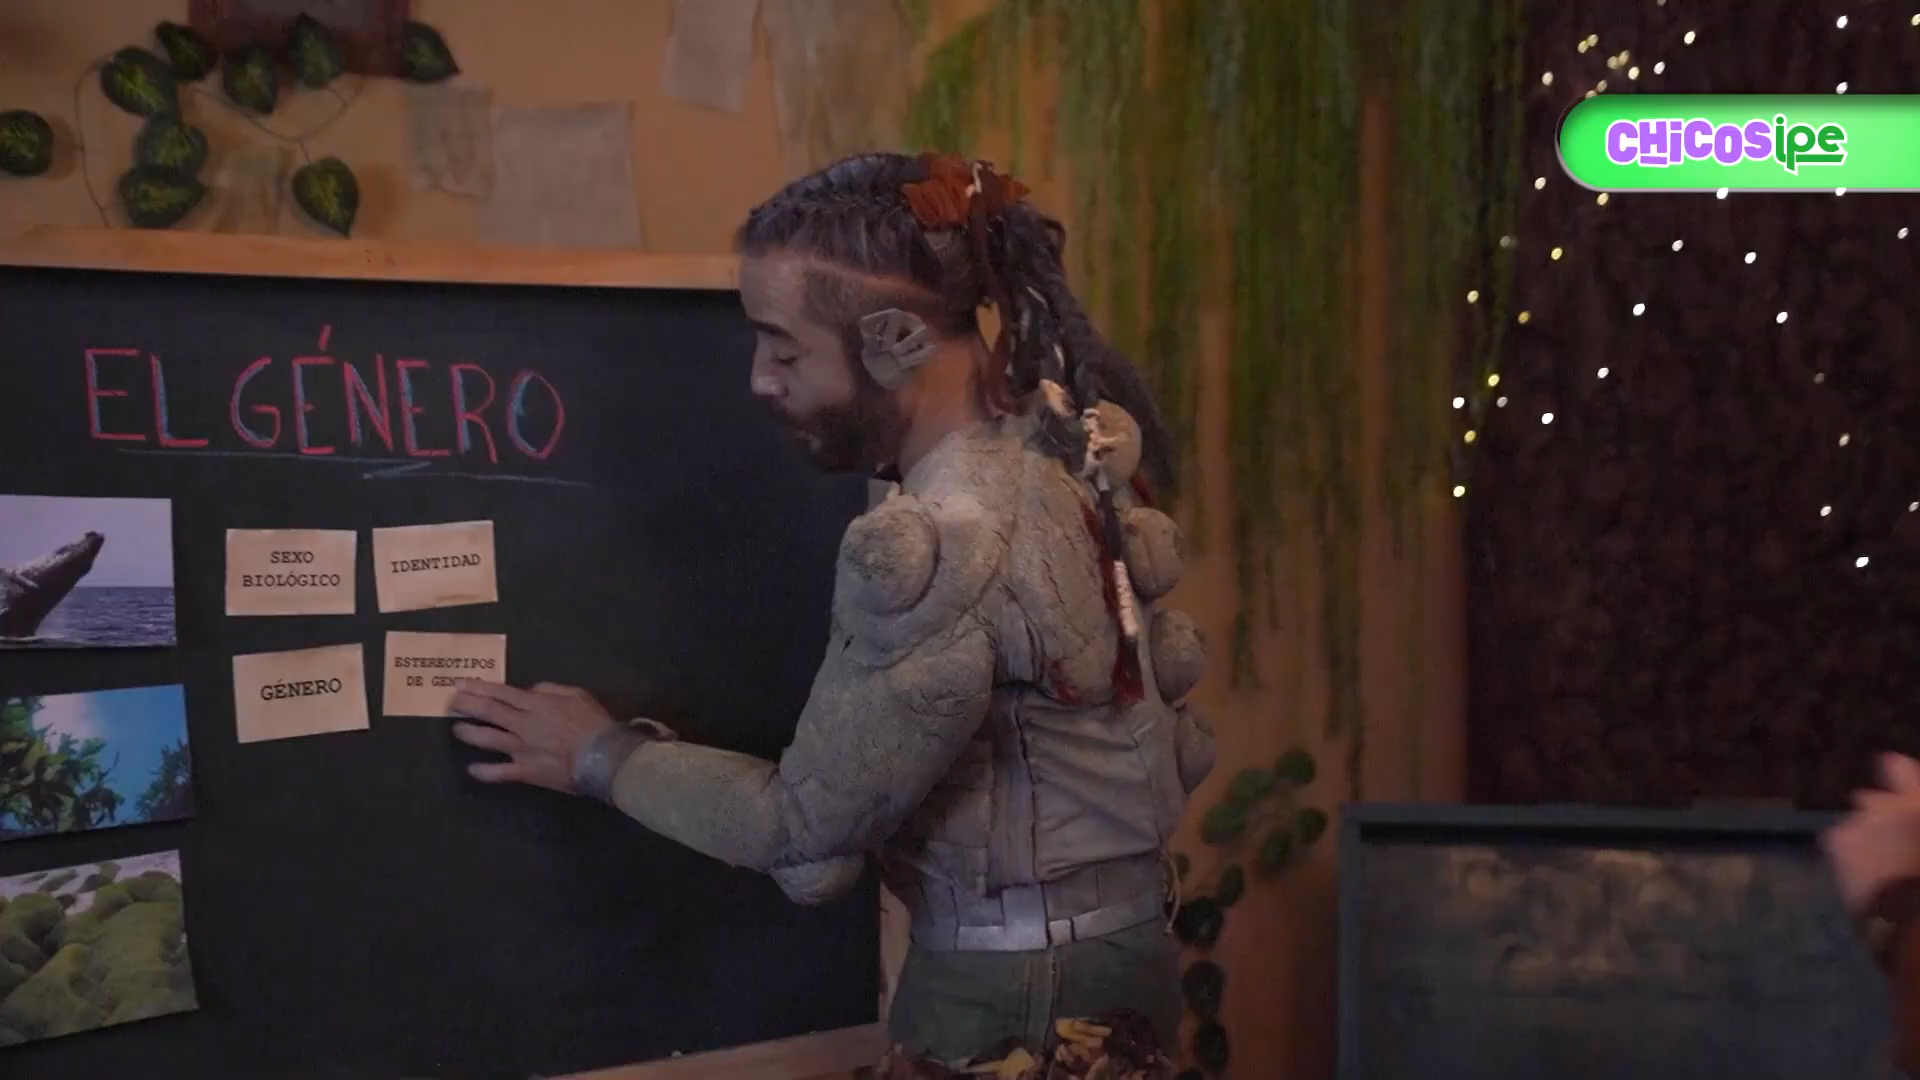 CHiCOSipe
EL GÉNERO
SEXO
BIOLÓGICO
IDENTIDAD
GÉNERO
ESTEREOTIPOS
DE